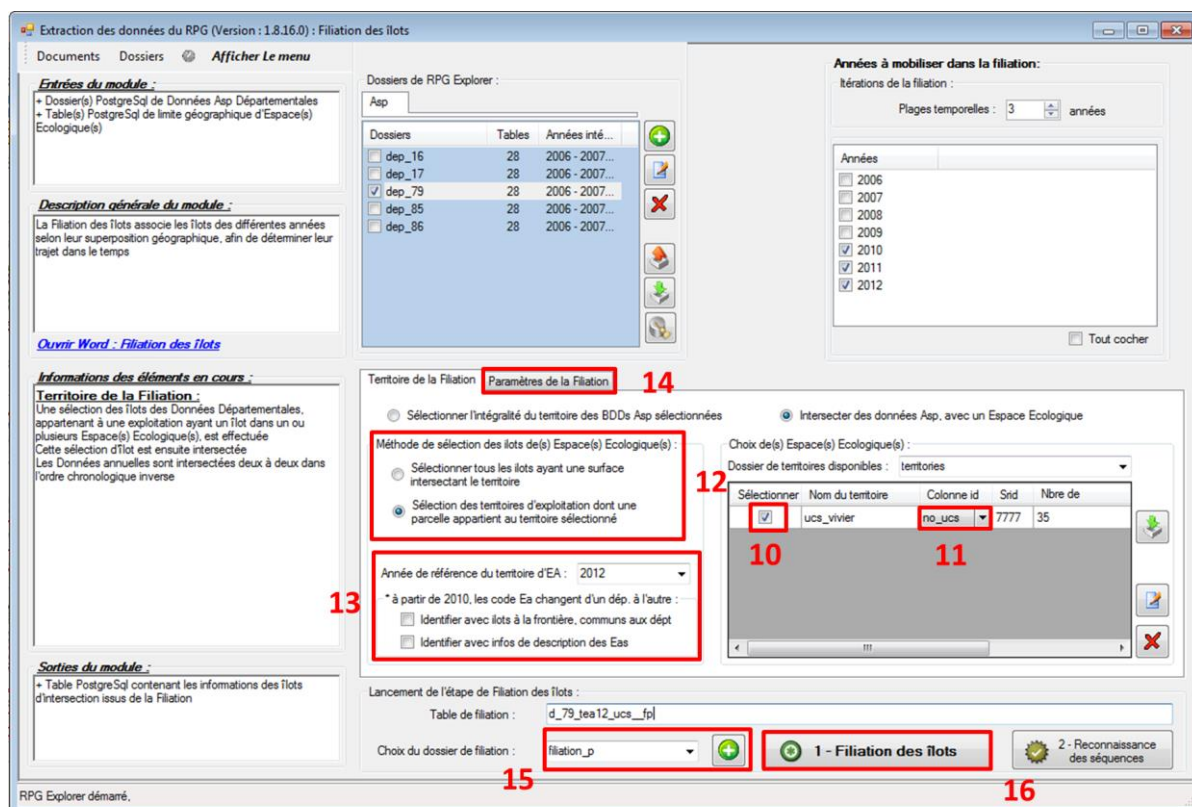 Extraction des données du RPG (Version : 1.8.16.0) : Filiation des îlots
Documents Dossiers Afficher Le menu
Entrées du module :
+ Dossier(s) PostgreSql de Données Asp Départementales
+ Table(s) PostgreSql de limite géographique d'Espace(s)
Ecologique(s)
Description générale du module :
La Filiation des îlots associe les îlots des différentes années
selon leur superposition géographique, afin de déterminer leur
trajet dans le temps
Ouvrir Word : Filiation des îlots
Dossiers de RPG Explorer :
Asp
Dossiers Tables Années inté...
dep_16 28 2006 - 2007...
dep_17 28 2006 - 2007...
dep_79 28 2006 - 2007...
dep_85 28 2006 - 2007...
dep_86 28 2006 - 2007...
Années à mobiliser dans la filiation:
Itérations de la filiation :
Plages temporelles : 3 années
Années
2006
2007
2008
2009
2010
2011
2012
Tout cocher
Informations des éléments en cours :
Territoire de la Filiation :
Une sélection des îlots des Données Départementales,
appartenant à une exploitation ayant un îlot dans un ou
plusieurs Espace(s) Ecologique(s), est effectuée
Cette sélection d'îlot est ensuite intersectée
Les Données annuelles sont intersectées deux à deux dans
l'ordre chronologique inverse
Sorties du module :
+ Table PostgreSql contenant les informations des îlots
d'intersection issus de la Filiation
Territoire de la Filiation Paramètres de la Filiation 14
Sélectionner l'intégralité du territoire des BDDs Asp sélectionnées
Intersecter des données Asp, avec un Espace Ecologique
Méthode de sélection des ilots de(s) Espace(s) Ecologique(s) :
Sélectionner tous les ilots ayant une surface
intersectant le territoire
Sélection des territoires d'exploitation dont une
parcelle appartient au territoire sélectionné
12
13
Année de référence du territoire d'EA : 2012
* à partir de 2010, les code Ea changent d'un dép. à l'autre :
Identifier avec ilots à la frontière, communs aux dépt
Identifier avec infos de description des Eas
Choix de(s) Espace(s) Ecologique(s) :
Dossier de territoires disponibles : territories
Sélectionner Nom du territoire Colonne id Srid Nbre de
ucs_vivier no_ucs 7777 35
10 11
Lancement de l'étape de Filiation des îlots :
Table de filiation : d_79_tea12_ucs__fp
Choix du dossier de filiation : filiation_p
1 - Filiation des îlots
2 - Reconnaissance
des séquences
15 16
RPG Explorer démarré,